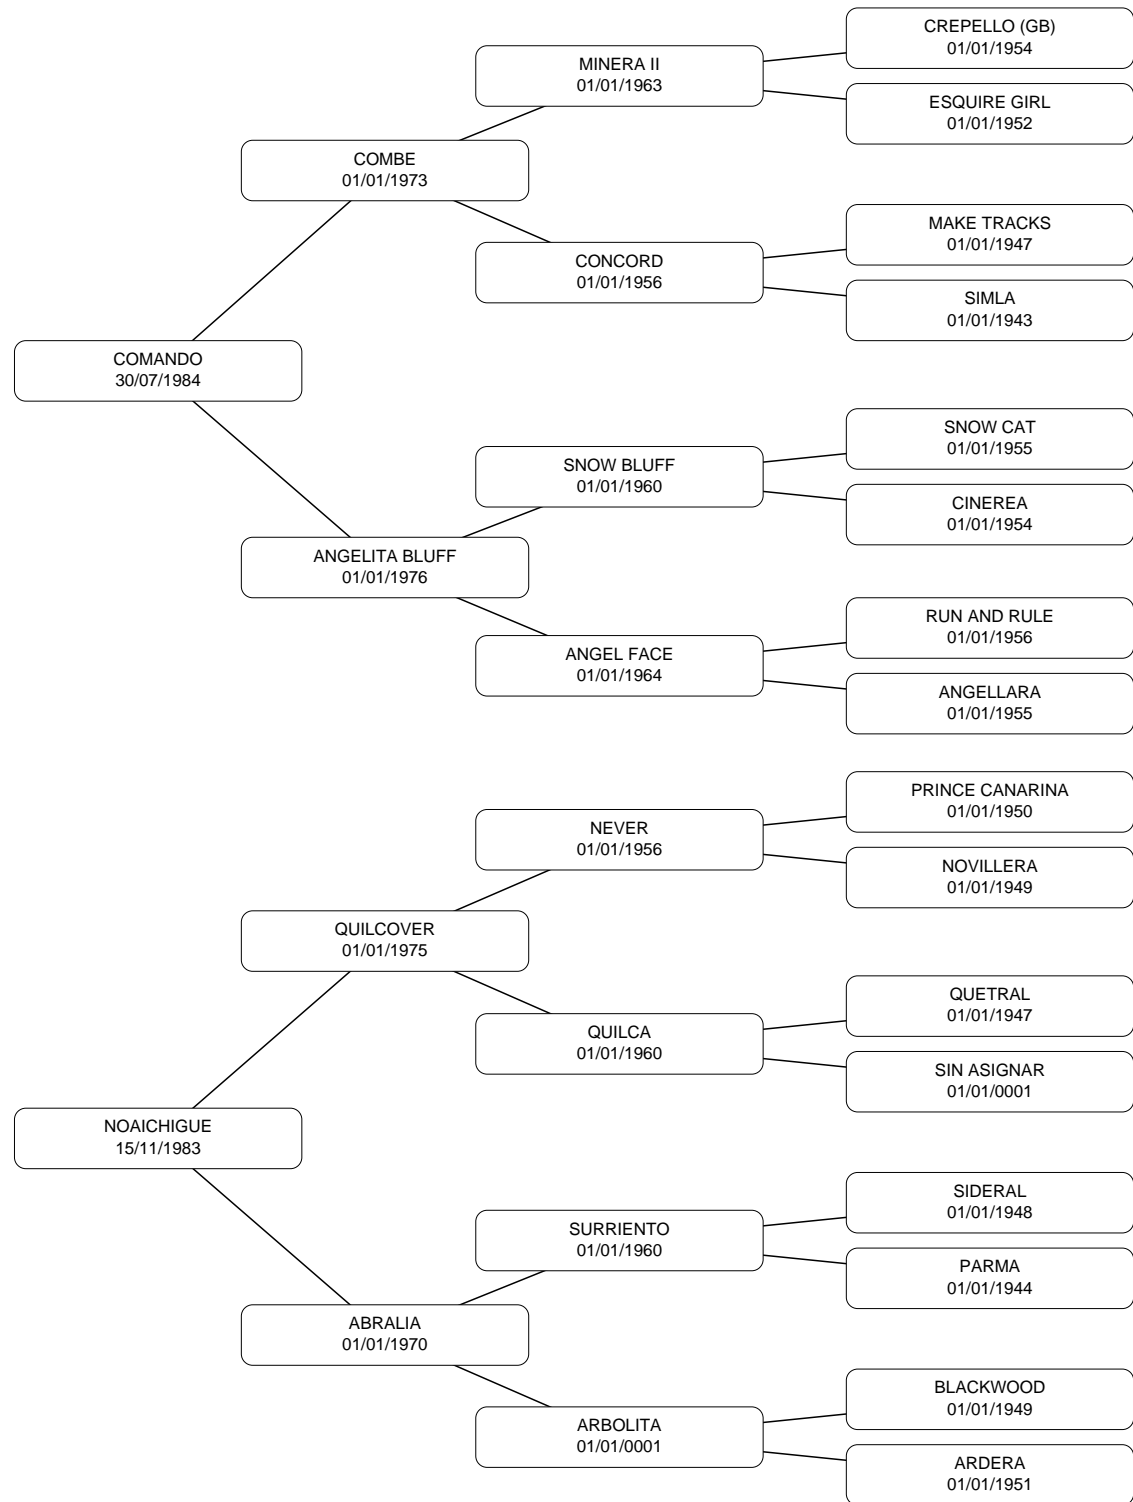 CREPELLO (GB)
01/01/1954
MINERA II
01/01/1963
ESQUIRE GIRL
01/01/1952
COMBE
01/01/1973
MAKE TRACKS
01/01/1947
CONCORD
01/01/1956
SIMLA
01/01/1943
COMANDO
30/07/1984
SNOW CAT
01/01/1955
SNOW BLUFF
01/01/1960
CINEREA
01/01/1954
ANGELITA BLUFF
01/01/1976
RUN AND RULE
01/01/1956
ANGEL FACE
01/01/1964
ANGELLARA
01/01/1955
PRINCE CANARINA
01/01/1950
NEVER
01/01/1956
NOVILLERA
01/01/1949
QUILCOVER
01/01/1975
QUETRAL
01/01/1947
QUILCA
01/01/1960
SIN ASIGNAR
01/01/0001
NOAICHIGUE
15/11/1983
SIDERAL
01/01/1948
SURRIENTO
01/01/1960
PARMA
01/01/1944
ABRALIA
01/01/1970
BLACKWOOD
01/01/1949
ARBOLITA
01/01/0001
ARDERA
01/01/1951